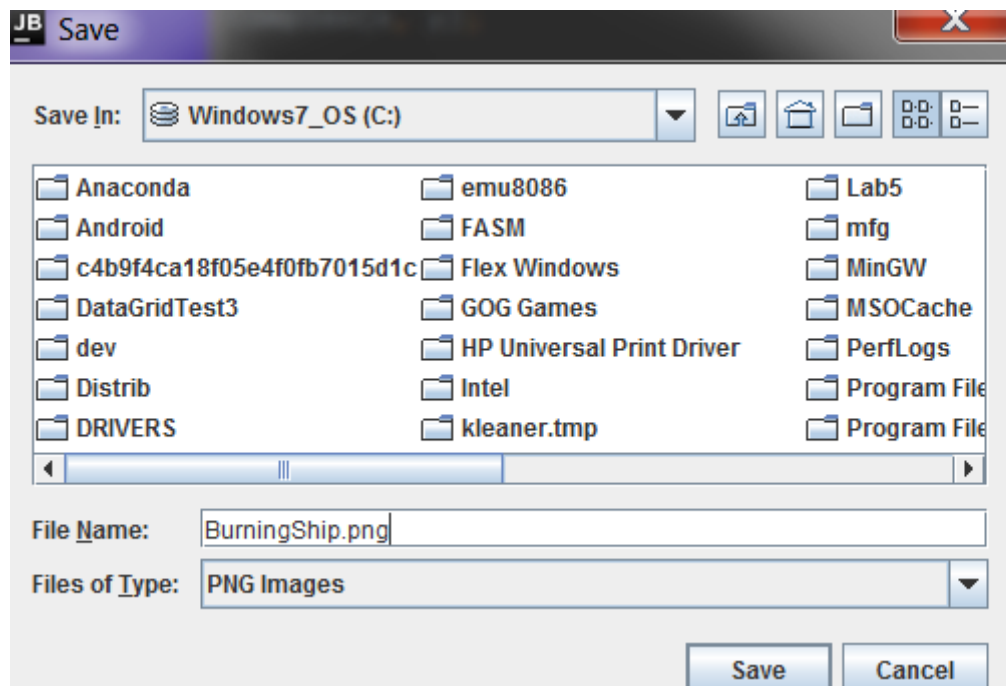 JB Save
Save In: Windows7_OS (C:)
Anaconda emu8086 Lab5
Android FASM mfg
c4b9f4ca18f05e4f0fb7015d1c Flex Windows MinGW
DataGridTest3 GOG Games MSOCache
dev HP Universal Print Driver PerfLogs
Distrib Intel Program File
DRIVERS kleaner.tmp Program File
File Name: BurningShip.png
Files of Type: PNG Images
Save Cancel